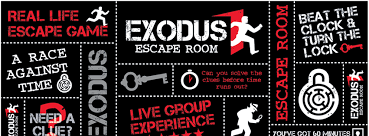 REAL LIFE
ESCAPE GAME
A RACE
AGAINST
TIME
NEED A
CLUE?
EXODUS
EXODUS
ESCAPE ROOM
Can you solve the
clues before time
runs out?
LIVE GROUP
EXPERIENCE
ESCAPE ROOM
BEAT THE
CLOCK &
TURN THE
LOCK
EXODUS
YOU'VE GOT 60 MINUTES